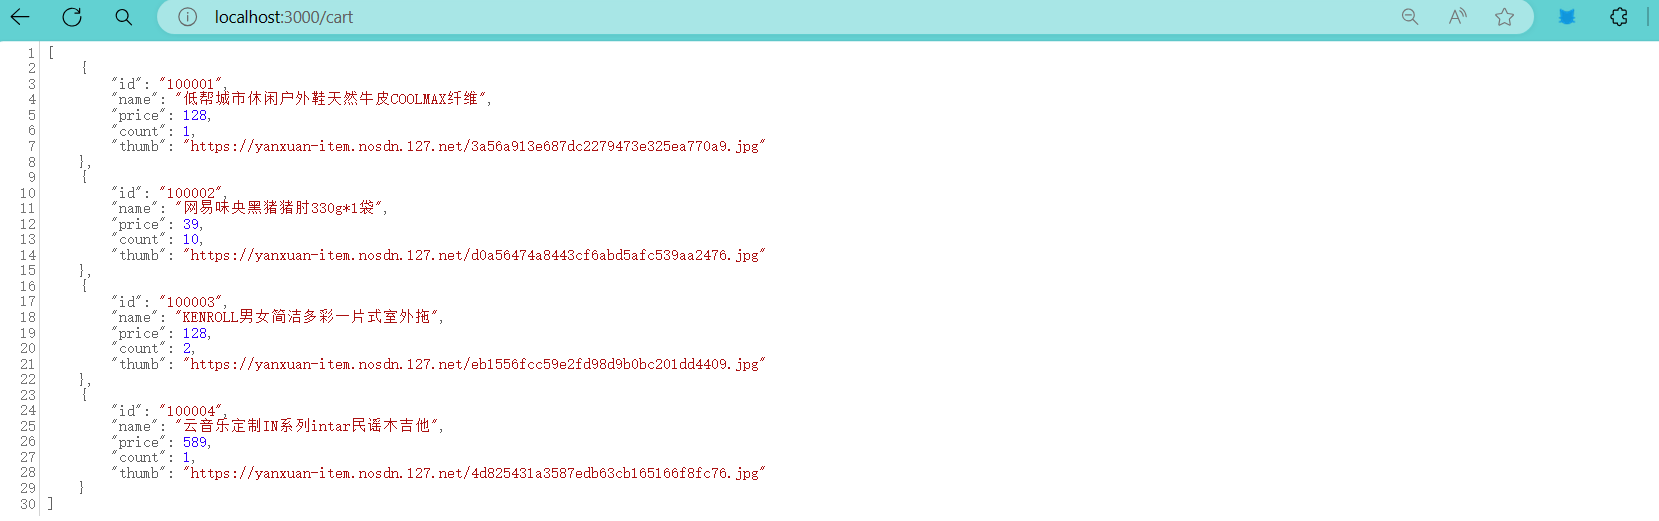 localhost:3000/cart
1 [
2 {
3 "id": "100001",
4 "name": "低帮城市休闲户外鞋天然牛皮COOLMAX纤维",
5 "price": 128,
6 "count": 1,
7 "thumb": "https://yanxuan-item.nosdn.127.net/3a56a913e687dc2279473e325ea770a9.jpg"
8 },
9 {
10 "id": "100002",
11 "name": "网易味央黑猪猪肘330g*1袋",
12 "price": 39,
13 "count": 10,
14 "thumb": "https://yanxuan-item.nosdn.127.net/d0a56474a8443cf6abd5afc539aa2476.jpg"
15 },
16 {
17 "id": "100003",
18 "name": "KENROLL男女简洁多彩一片式室外拖",
19 "price": 128,
20 "count": 2,
21 "thumb": "https://yanxuan-item.nosdn.127.net/eb1556fcc59e2fd98d9b0bc201dd4409.jpg"
22 },
23 {
24 "id": "100004",
25 "name": "云音乐定制IN系列intar民谣木吉他",
26 "price": 589,
27 "count": 1,
28 "thumb": "https://yanxuan-item.nosdn.127.net/4d825431a3587edb63cb165166f8fc76.jpg"
29 }
30 ]